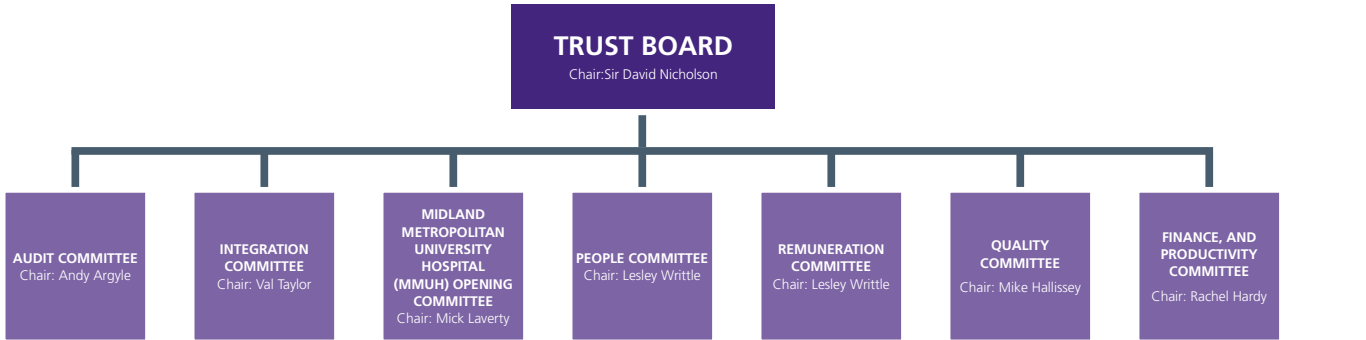 TRUST BOARD
Chair:Sir David Nicholson
AUDIT COMMITTEE
Chair: Andy Argyle
INTEGRATION
COMMITTEE
Chair: Val Taylor
MIDLAND
METROPOLITAN
UNIVERSITY
HOSPITAL
(MMUH) OPENING
COMMITTEE
Chair: Mick Laverty
PEOPLE COMMITTEE
Chair: Lesley Writtle
REMUNERATION
COMMITTEE
Chair: Lesley Writtle
QUALITY
COMMITTEE
Chair: Mike Hallissey
FINANCE, AND
PRODUCTIVITY
COMMITTEE
Chair: Rachel Hardy